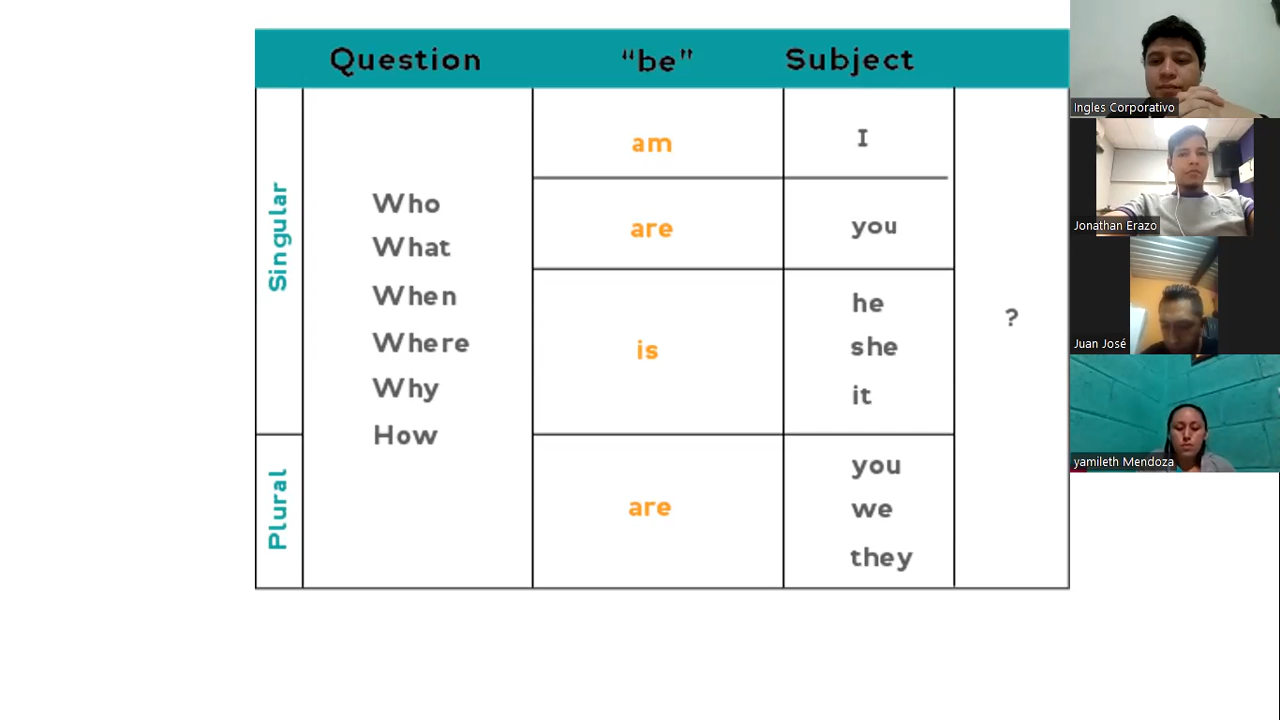 Question “be” Subject
Singular
am I
Who
are you
What
When
he
Where
is she
Why
it
How
?
Plural
you
are we
they
Ingles Corporativo
Jonathan Erazo
Juan José
yamileth Mendoza